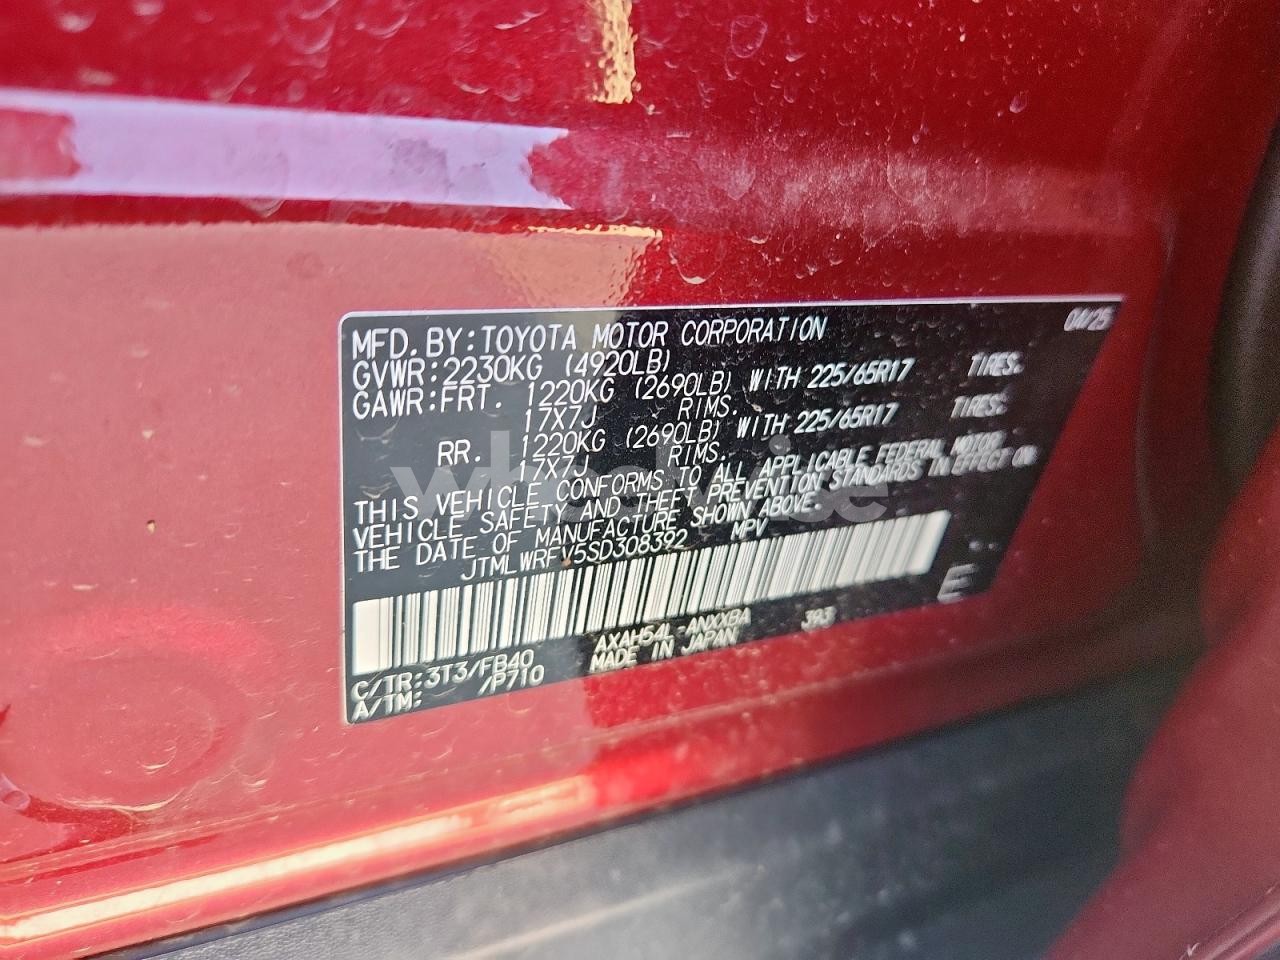 MFD. BY: TOYOTA MOTOR CORPORATION 04/25
GVWR: 2230KG (4920LB)
GAWR: FRT. 1220KG (2690LB) WITH 225/65R17 TIRES.
17X7J RIMS.
RR. 1220KG (2690LB) WITH 225/65R17 TIRES:
17X7J RIMS.
THIS VEHICLE CONFORMS TO ALL APPLICABLE FEDERAL MOTOR
VEHICLE SAFETY AND THEFT PREVENTION STANDARDS IN EFFECT ON
THE DATE OF MANUFACTURE SHOWN ABOVE.
JTMLWRFV5SD308392 MPV
E
C/TR: 3T3/FB40 AXAH54L-ANXXBA 3A3
A/TM: /P710 MADE IN JAPAN
wheelwise